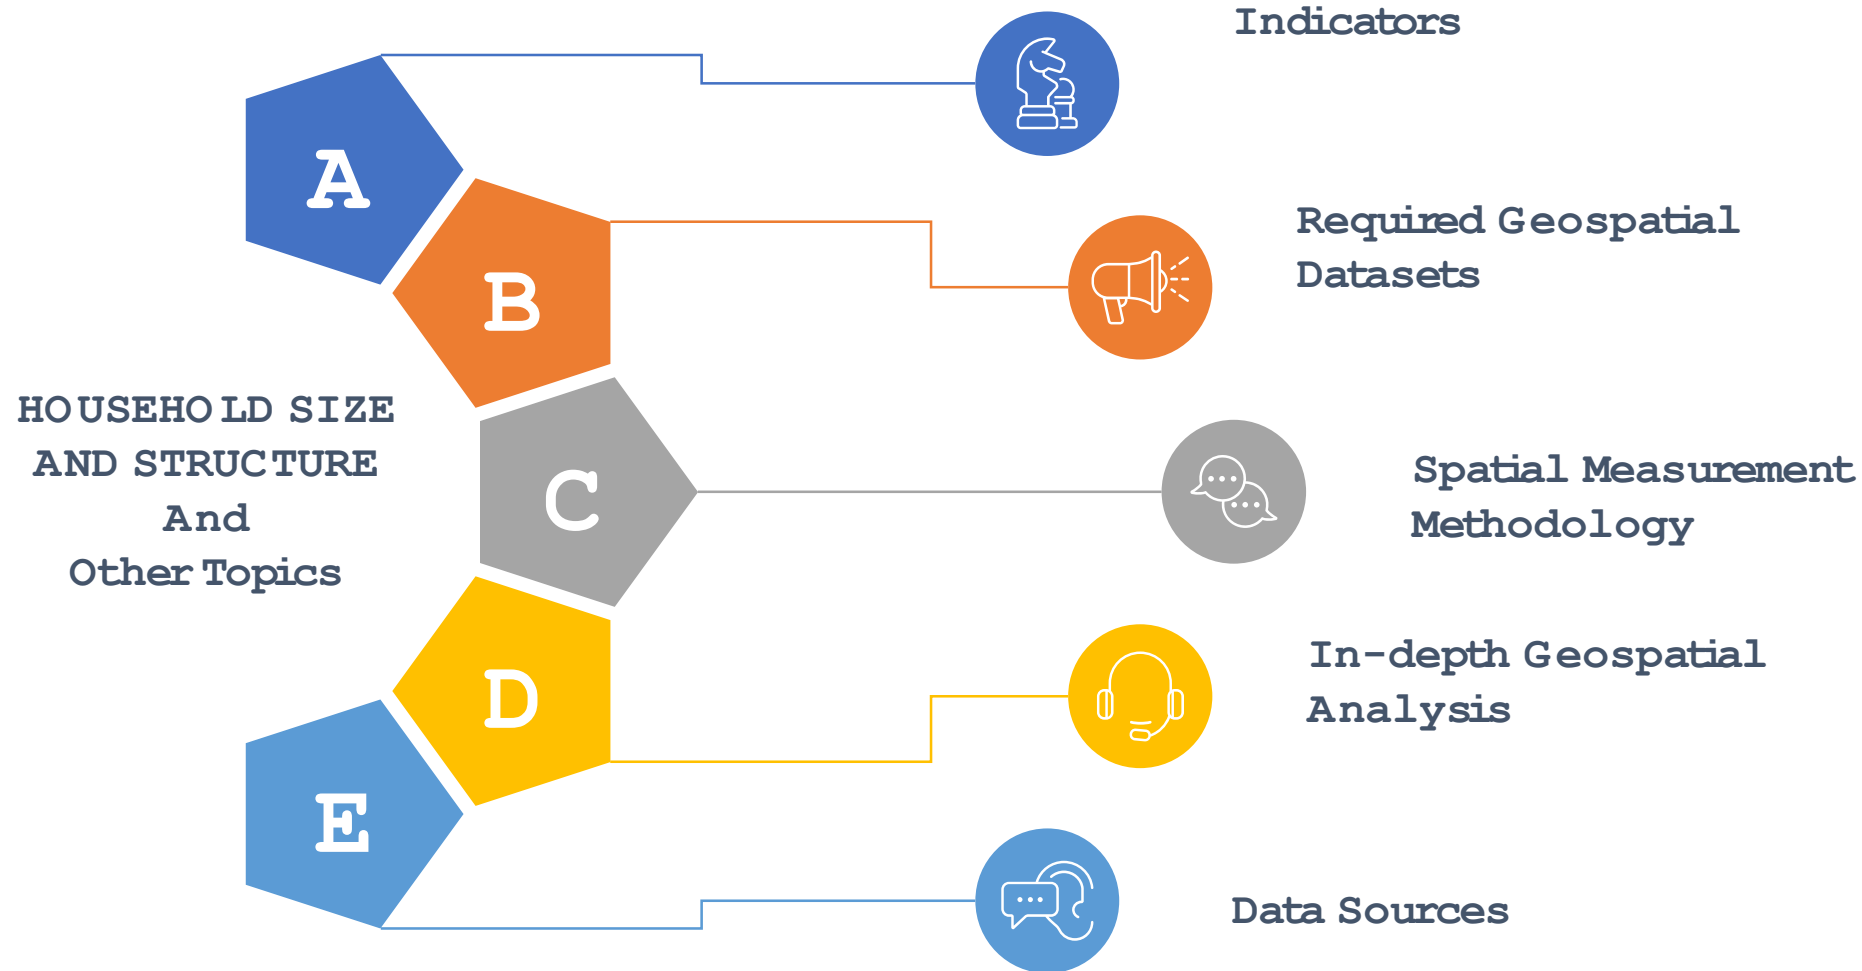 Indicators
A
Required Geospatial
Datasets
B
HOUSEHOLD SIZE
AND STRUCTURE
And
Other Topics
C
Spatial Measurement
Methodology
In-depth Geospatial
Analysis
D
E
Data Sources